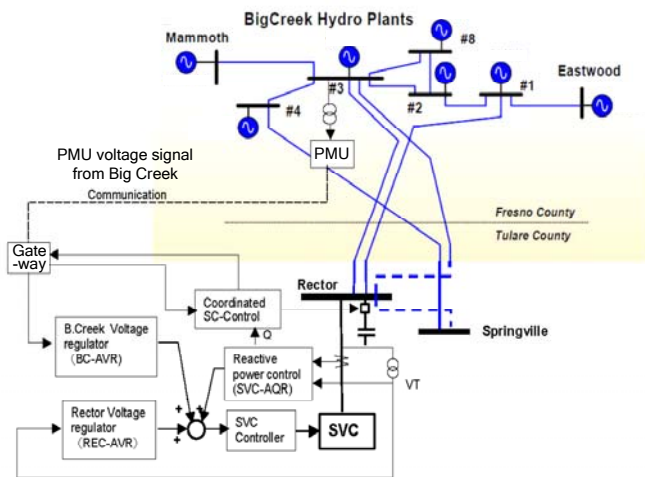 BigCreek Hydro Plants
Mammoth
#8
Eastwood
#3
#1
#2
#4
PMU voltage signal
from Big Creek
PMU
Communication
Fresno County
Tulare County
Gate
-way
Rector
Coordinated
SC-Control
Springville
B.Creek Voltage
regulator
(BC-AVR)
Q
Reactive
power control
(SVC-AQR)
VT
Rector Voltage
regulator
(REC-AVR)
+
+
+
SVC
Controller
SVC